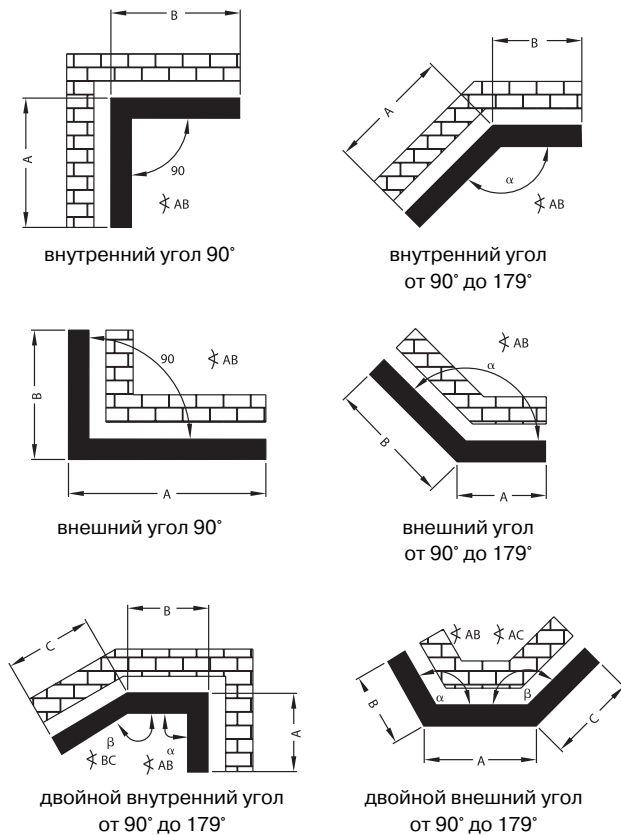 B
A
90
∢ AB
внутренний угол 90˚
B
A
α
∢ AB
внутренний угол
от 90˚ до 179˚
B
90
∢ AB
A
внешний угол 90˚
∢ AB
α
B
A
внешний угол
от 90˚ до 179˚
B
C
A
β
α
∢ BC
∢ AB
двойной внутренний угол
от 90˚ до 179˚
∢ AB
∢ AC
α
β
B
C
A
двойной внешний угол
от 90˚ до 179˚